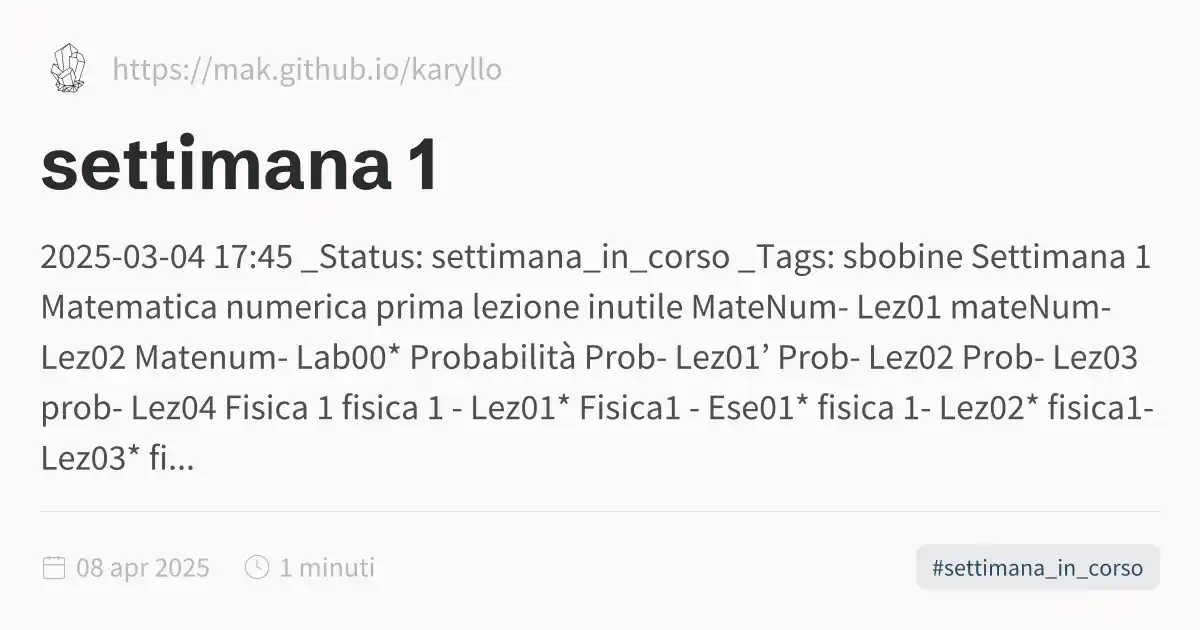 https://mak.github.io/karyllo
settimana 1
2025-03-04 17:45 _Status: settimana_in_corso _Tags: sbobine Settimana 1
Matematica numerica prima lezione inutile MateNum- Lez01 mateNum-
Lez02 Matenum- Lab00* Probabilità Prob- Lez01’ Prob- Lez02 Prob- Lez03
prob- Lez04 Fisica 1 fisica 1 - Lez01* Fisica1 - Ese01* fisica 1- Lez02* fisica1-
Lez03* fi...
08 apr 2025 1 minuti #settimana_in_corso